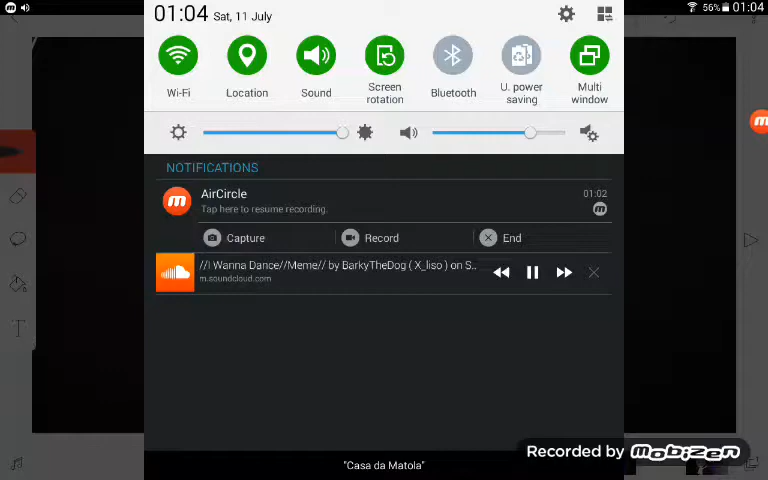 01:04 Sat, 11 July
56% 01:04
Wi-Fi Location Sound Screen rotation Bluetooth U. power saving Multi window
NOTIFICATIONS
AirCircle 01:02
Tap here to resume recording.
Capture Record End
//I Wanna Dance//Meme// by BarkyTheDog ( X_liso ) on S..
m.soundcloud.com
T
"Casa da Matola"
Recorded by Mobizen